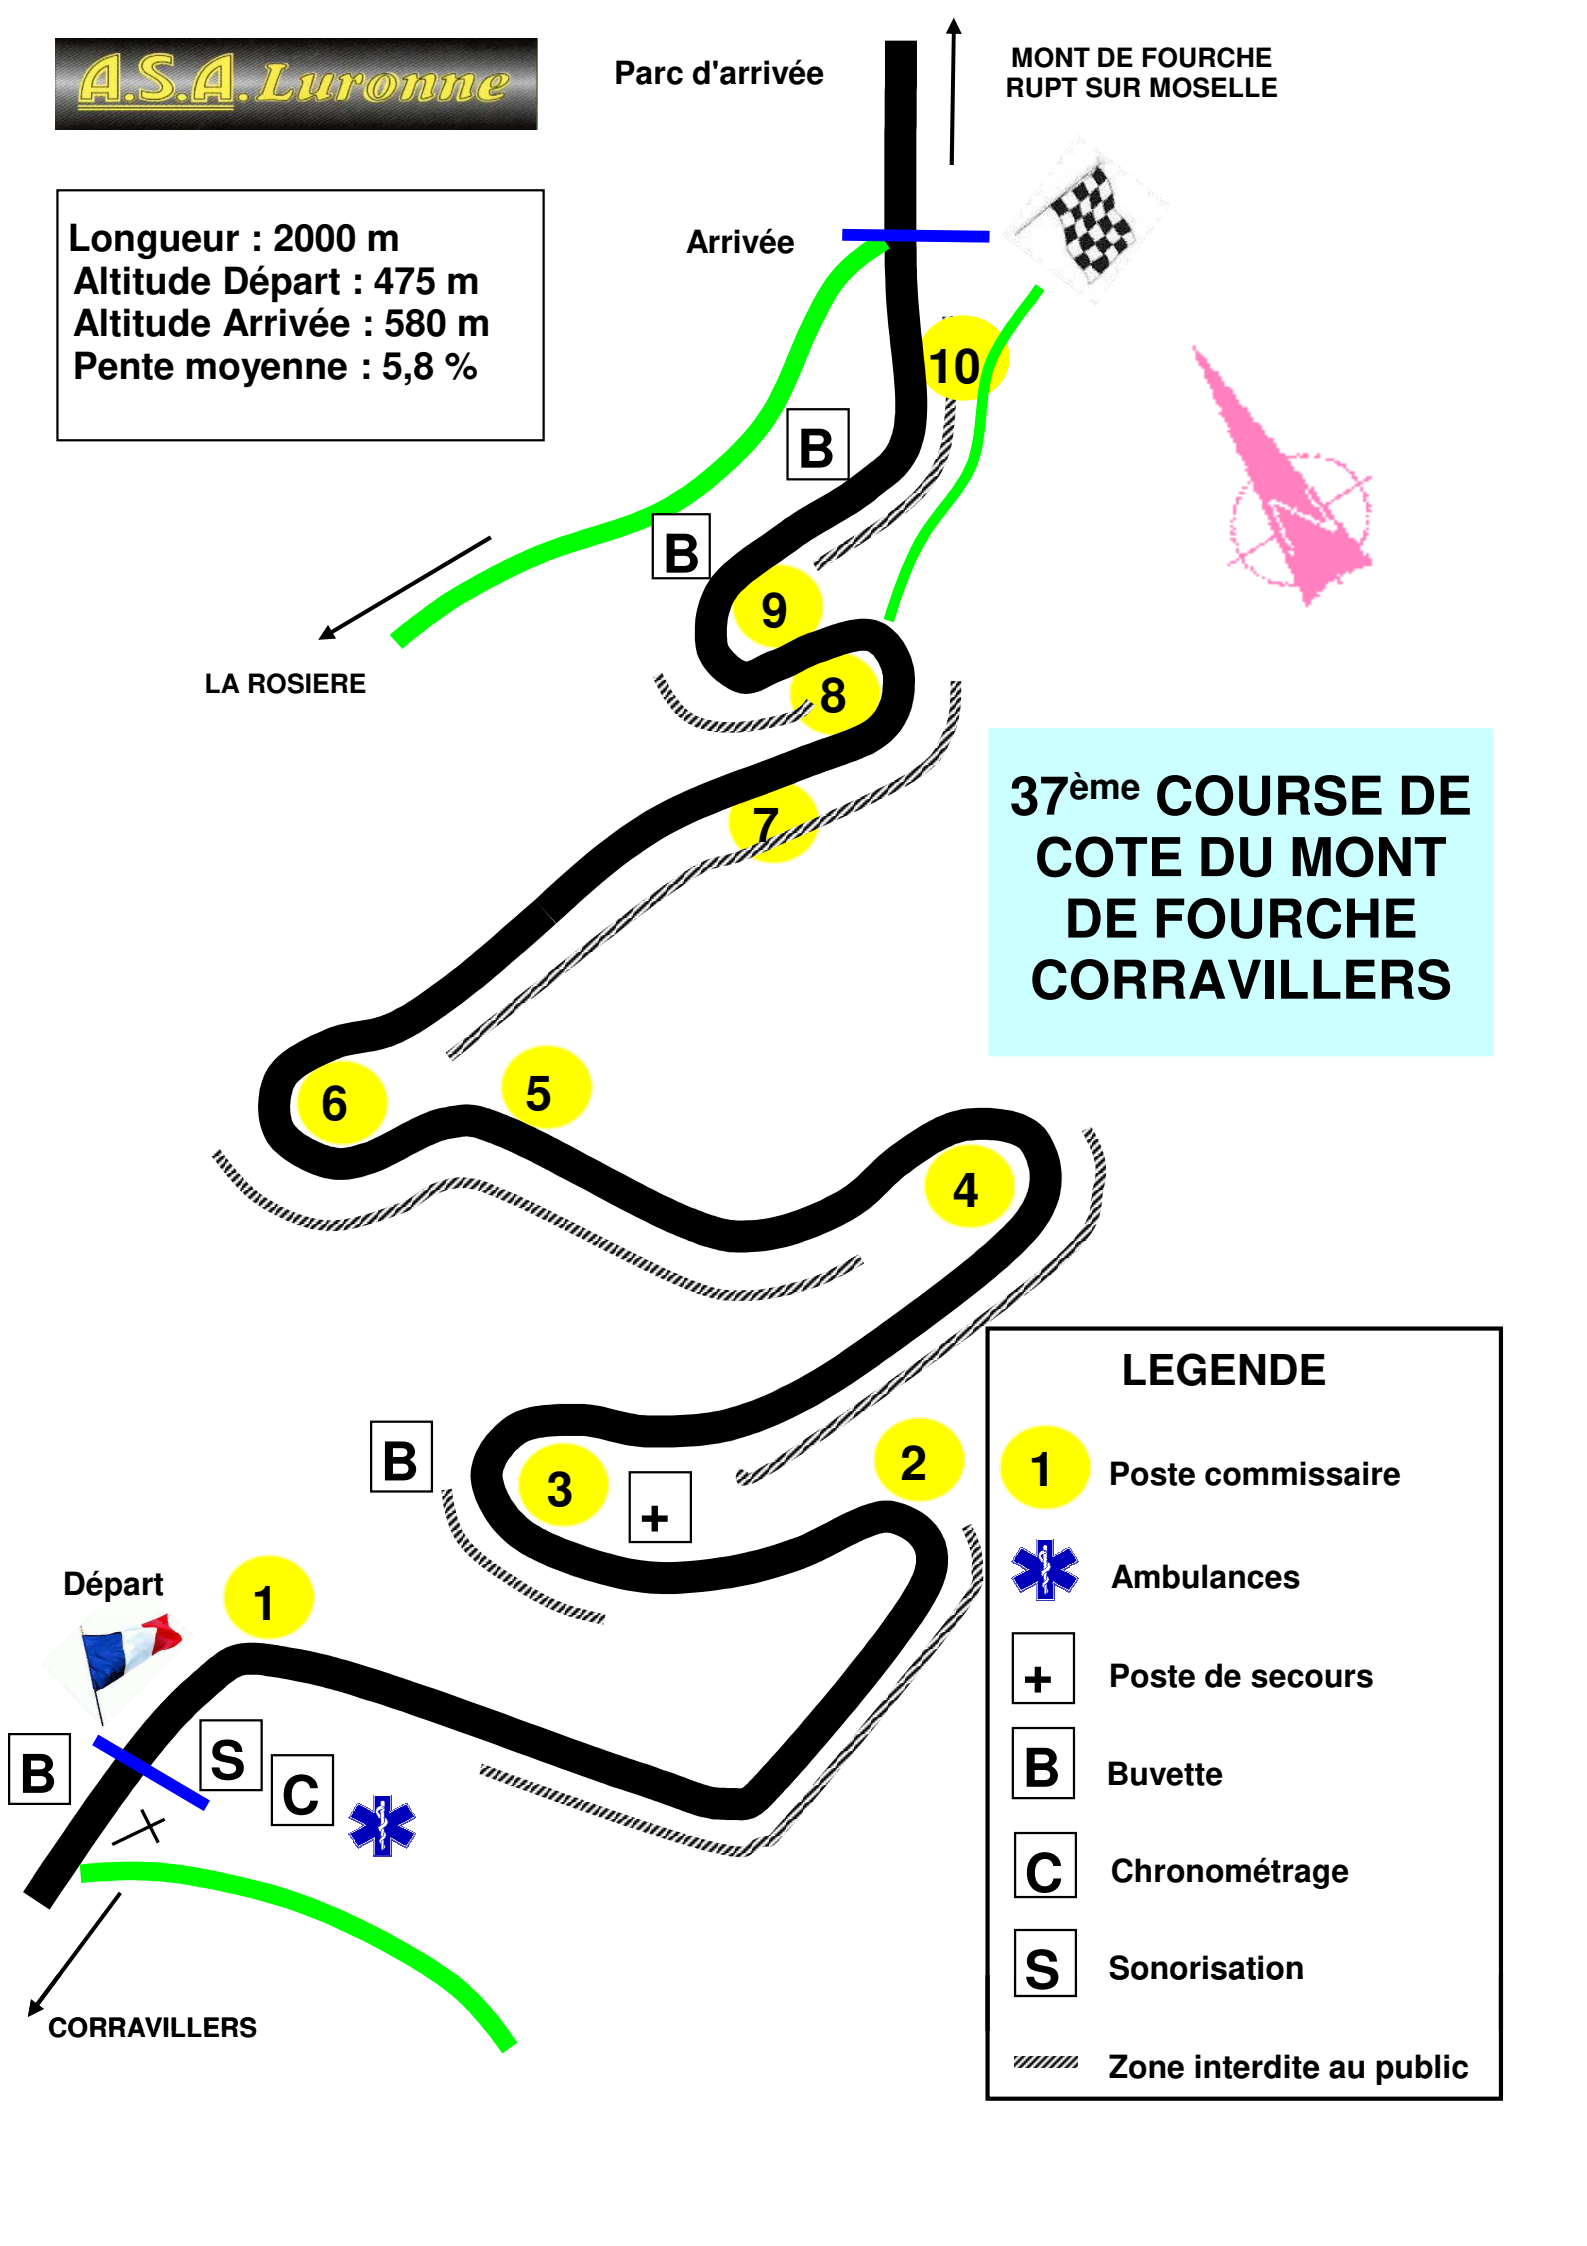 A.S.A. Luronne
Parc d'arrivée
MONT DE FOURCHE
RUPT SUR MOSELLE
Longueur : 2000 m
Altitude Départ : 475 m
Altitude Arrivée : 580 m
Pente moyenne : 5,8 %
Arrivée
10
B
B
9
LA ROSIERE
8
7
37ème COURSE DE
COTE DU MONT
DE FOURCHE
CORRAVILLERS
6
5
4
B
3
+
2
Départ
1
B
S
C
CORRAVILLERS
LEGENDE
1 Poste commissaire
Ambulances
+ Poste de secours
B Buvette
C Chronométrage
S Sonorisation
Zone interdite au public